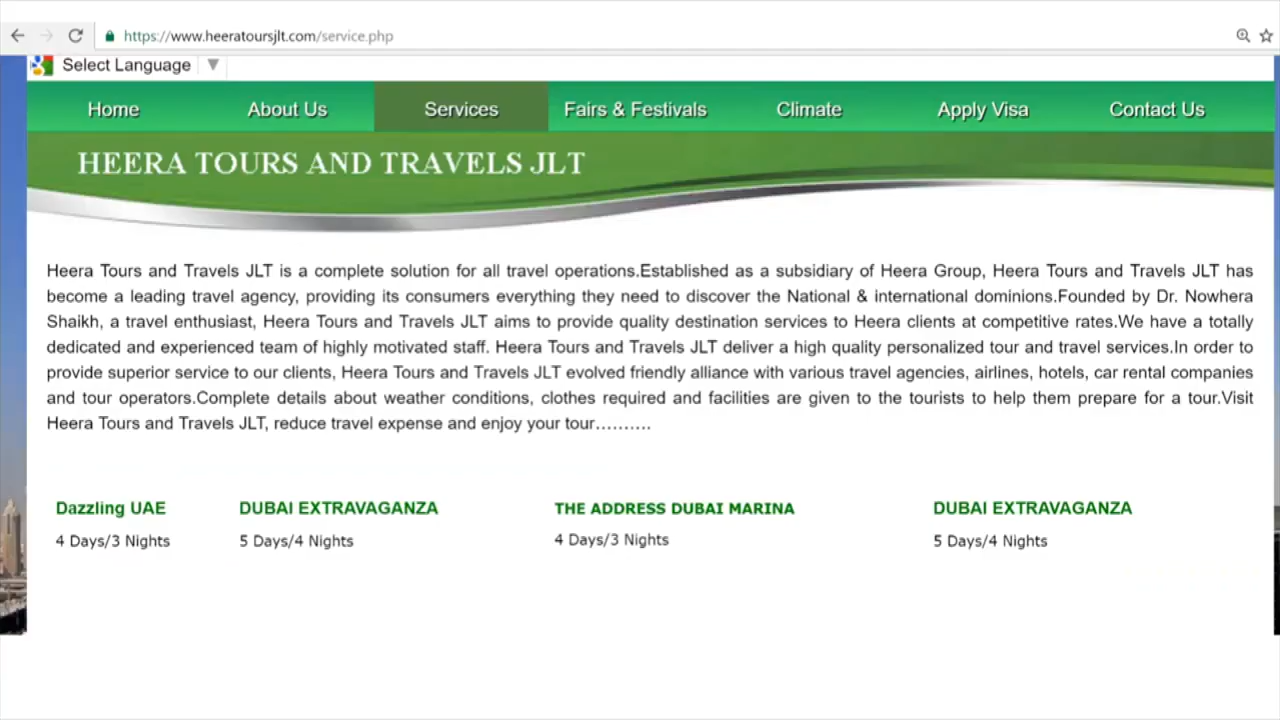 https://www.heeratoursjlt.com/service.php
Select Language
Home About Us Services Fairs & Festivals Climate Apply Visa Contact Us
HEERA TOURS AND TRAVELS JLT
Heera Tours and Travels JLT is a complete solution for all travel operations.Established as a subsidiary of Heera Group, Heera Tours and Travels JLT has
become a leading travel agency, providing its consumers everything they need to discover the National & international dominions.Founded by Dr. Nowhera
Shaikh, a travel enthusiast, Heera Tours and Travels JLT aims to provide quality destination services to Heera clients at competitive rates.We have a totally
dedicated and experienced team of highly motivated staff. Heera Tours and Travels JLT deliver a high quality personalized tour and travel services.In order to
provide superior service to our clients, Heera Tours and Travels JLT evolved friendly alliance with various travel agencies, airlines, hotels, car rental companies
and tour operators.Complete details about weather conditions, clothes required and facilities are given to the tourists to help them prepare for a tour.Visit
Heera Tours and Travels JLT, reduce travel expense and enjoy your tour……….
Dazzling UAE DUBAI EXTRAVAGANZA THE ADDRESS DUBAI MARINA DUBAI EXTRAVAGANZA
4 Days/3 Nights 5 Days/4 Nights 4 Days/3 Nights 5 Days/4 Nights